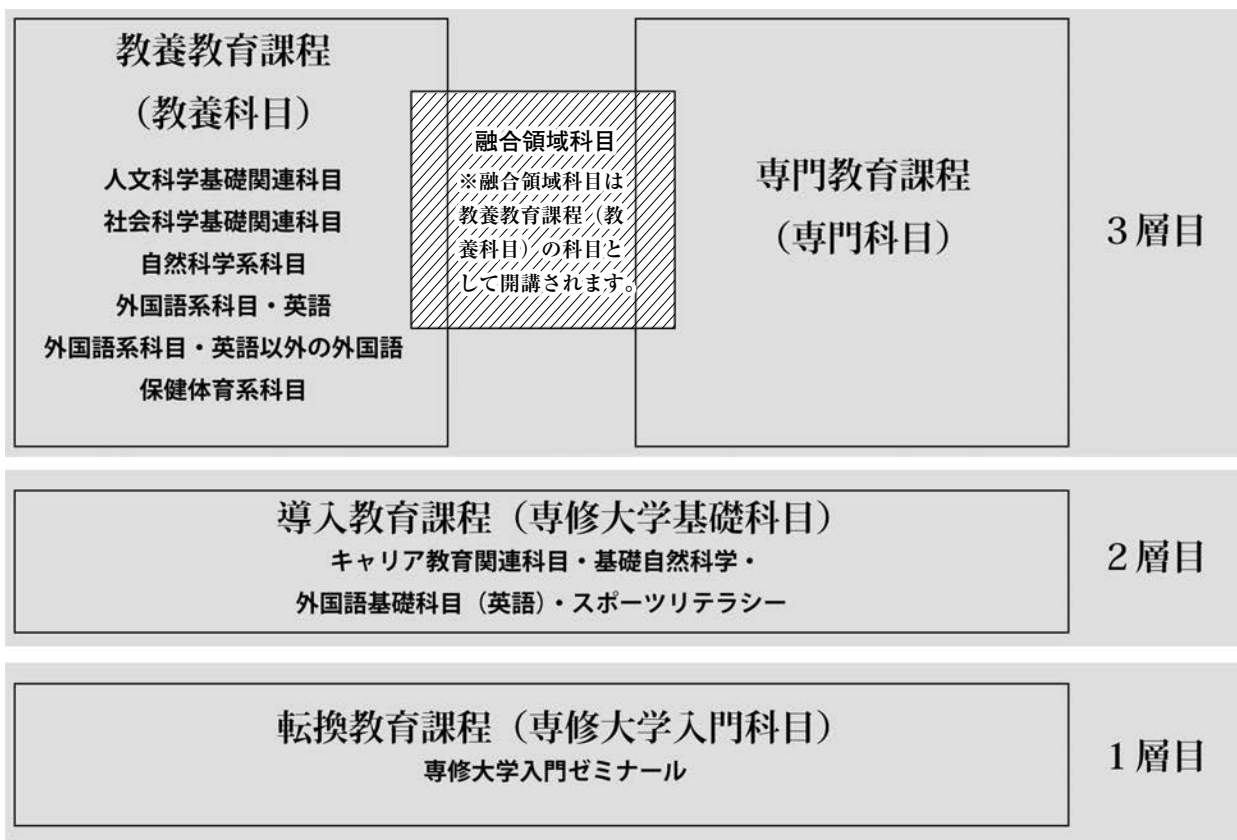 教養教育課程
（教養科目）
人文科学基礎関連科目
社会科学基礎関連科目
自然科学系科目
外国語系科目・英語
外国語系科目・英語以外の外国語
保健体育系科目
融合領域科目
※融合領域科目は
教養教育課程（教
養科目）の科目と
して開講されます。
専門教育課程
（専門科目）
3層目
導入教育課程（専修大学基礎科目）
キャリア教育関連科目・基礎自然科学・
外国語基礎科目（英語）・スポーツリテラシー
2層目
転換教育課程（専修大学入門科目）
専修大学入門ゼミナール
1層目